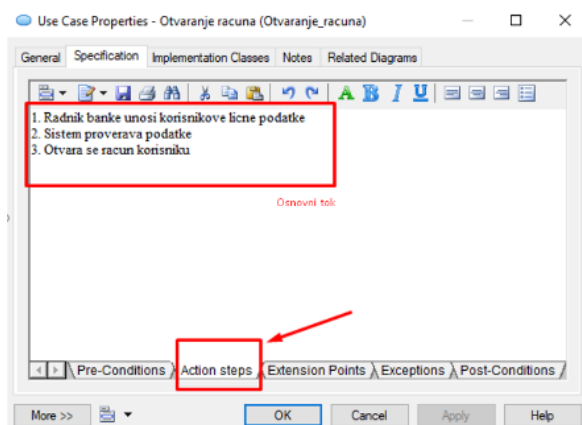 Use Case Properties - Otvaranje racuna (Otvaranje_racuna)
General Specification Implementation Classes Notes Related Diagrams
A B I U
1. Radnik banke unosi korisnikove licne podatke
2. Sistem proverava podatke
3. Otvara se racun korisniku
Osnovni tok
Pre-Conditions Action steps Extension Points Exceptions Post-Conditions
More >> OK Cancel Apply Help